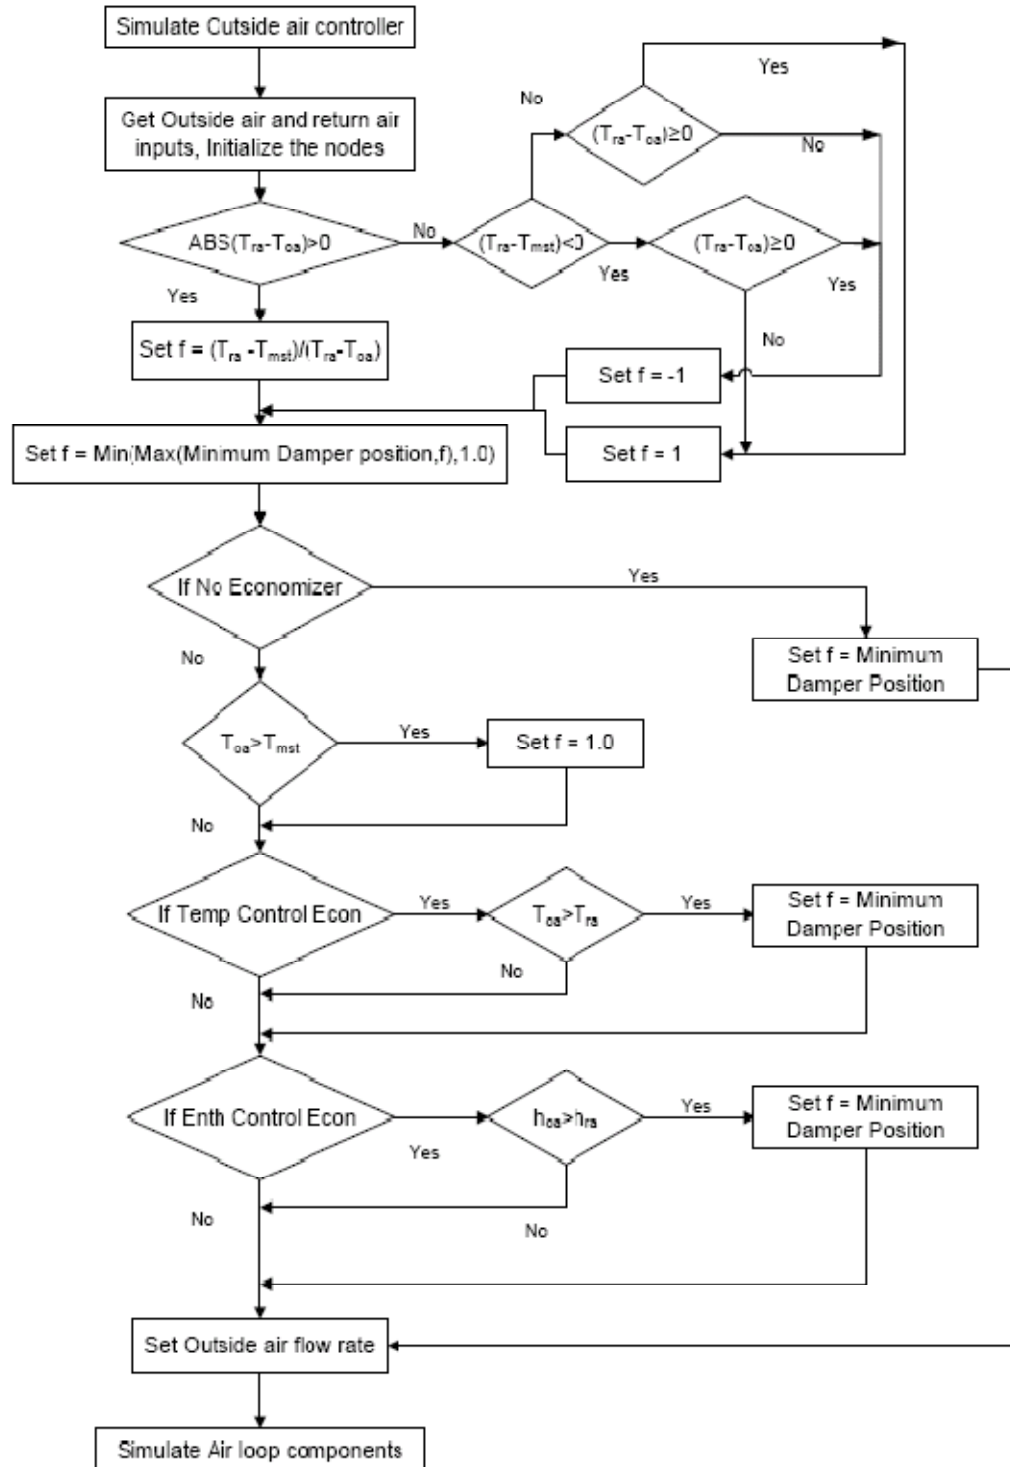 Simulate Outside air controller
Get Outside air and return air
inputs, Initialize the nodes
ABS(Tra-Toa)>0
No
(Tra-Tmst)<0
No
(Tra-Toa)≥0
Yes
No
Yes
(Tra-Toa)≥0
Yes
No
Yes
Set f = (Tra -Tmst)/(Tra-Toa)
Set f = -1
Set f = 1
Set f = Min(Max(Minimum Damper position,f),1.0)
If No Economizer
Yes
Set f = Minimum
Damper Position
No
Toa>Tmst
Yes
Set f = 1.0
No
If Temp Control Econ
Yes
Toa>Tra
Yes
Set f = Minimum
Damper Position
No
No
If Enth Control Econ
Yes
hoa>hra
Yes
Set f = Minimum
Damper Position
No
No
Set Outside air flow rate
Simulate Air loop components